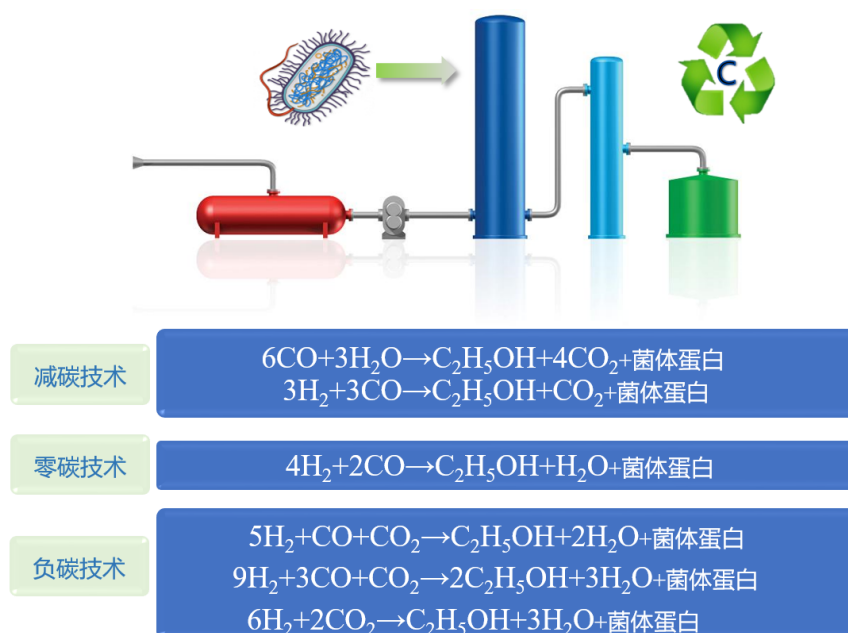 C
减碳技术
6CO+3H₂O→C₂H₅OH+4CO₂+菌体蛋白
3H₂+3CO→C₂H₅OH+CO₂+菌体蛋白
零碳技术
4H₂+2CO→C₂H₅OH+H₂O+菌体蛋白
负碳技术
5H₂+CO+CO₂→C₂H₅OH+2H₂O+菌体蛋白
9H₂+3CO+CO₂→2C₂H₅OH+3H₂O+菌体蛋白
6H₂+2CO₂→C₂H₅OH+3H₂O+菌体蛋白